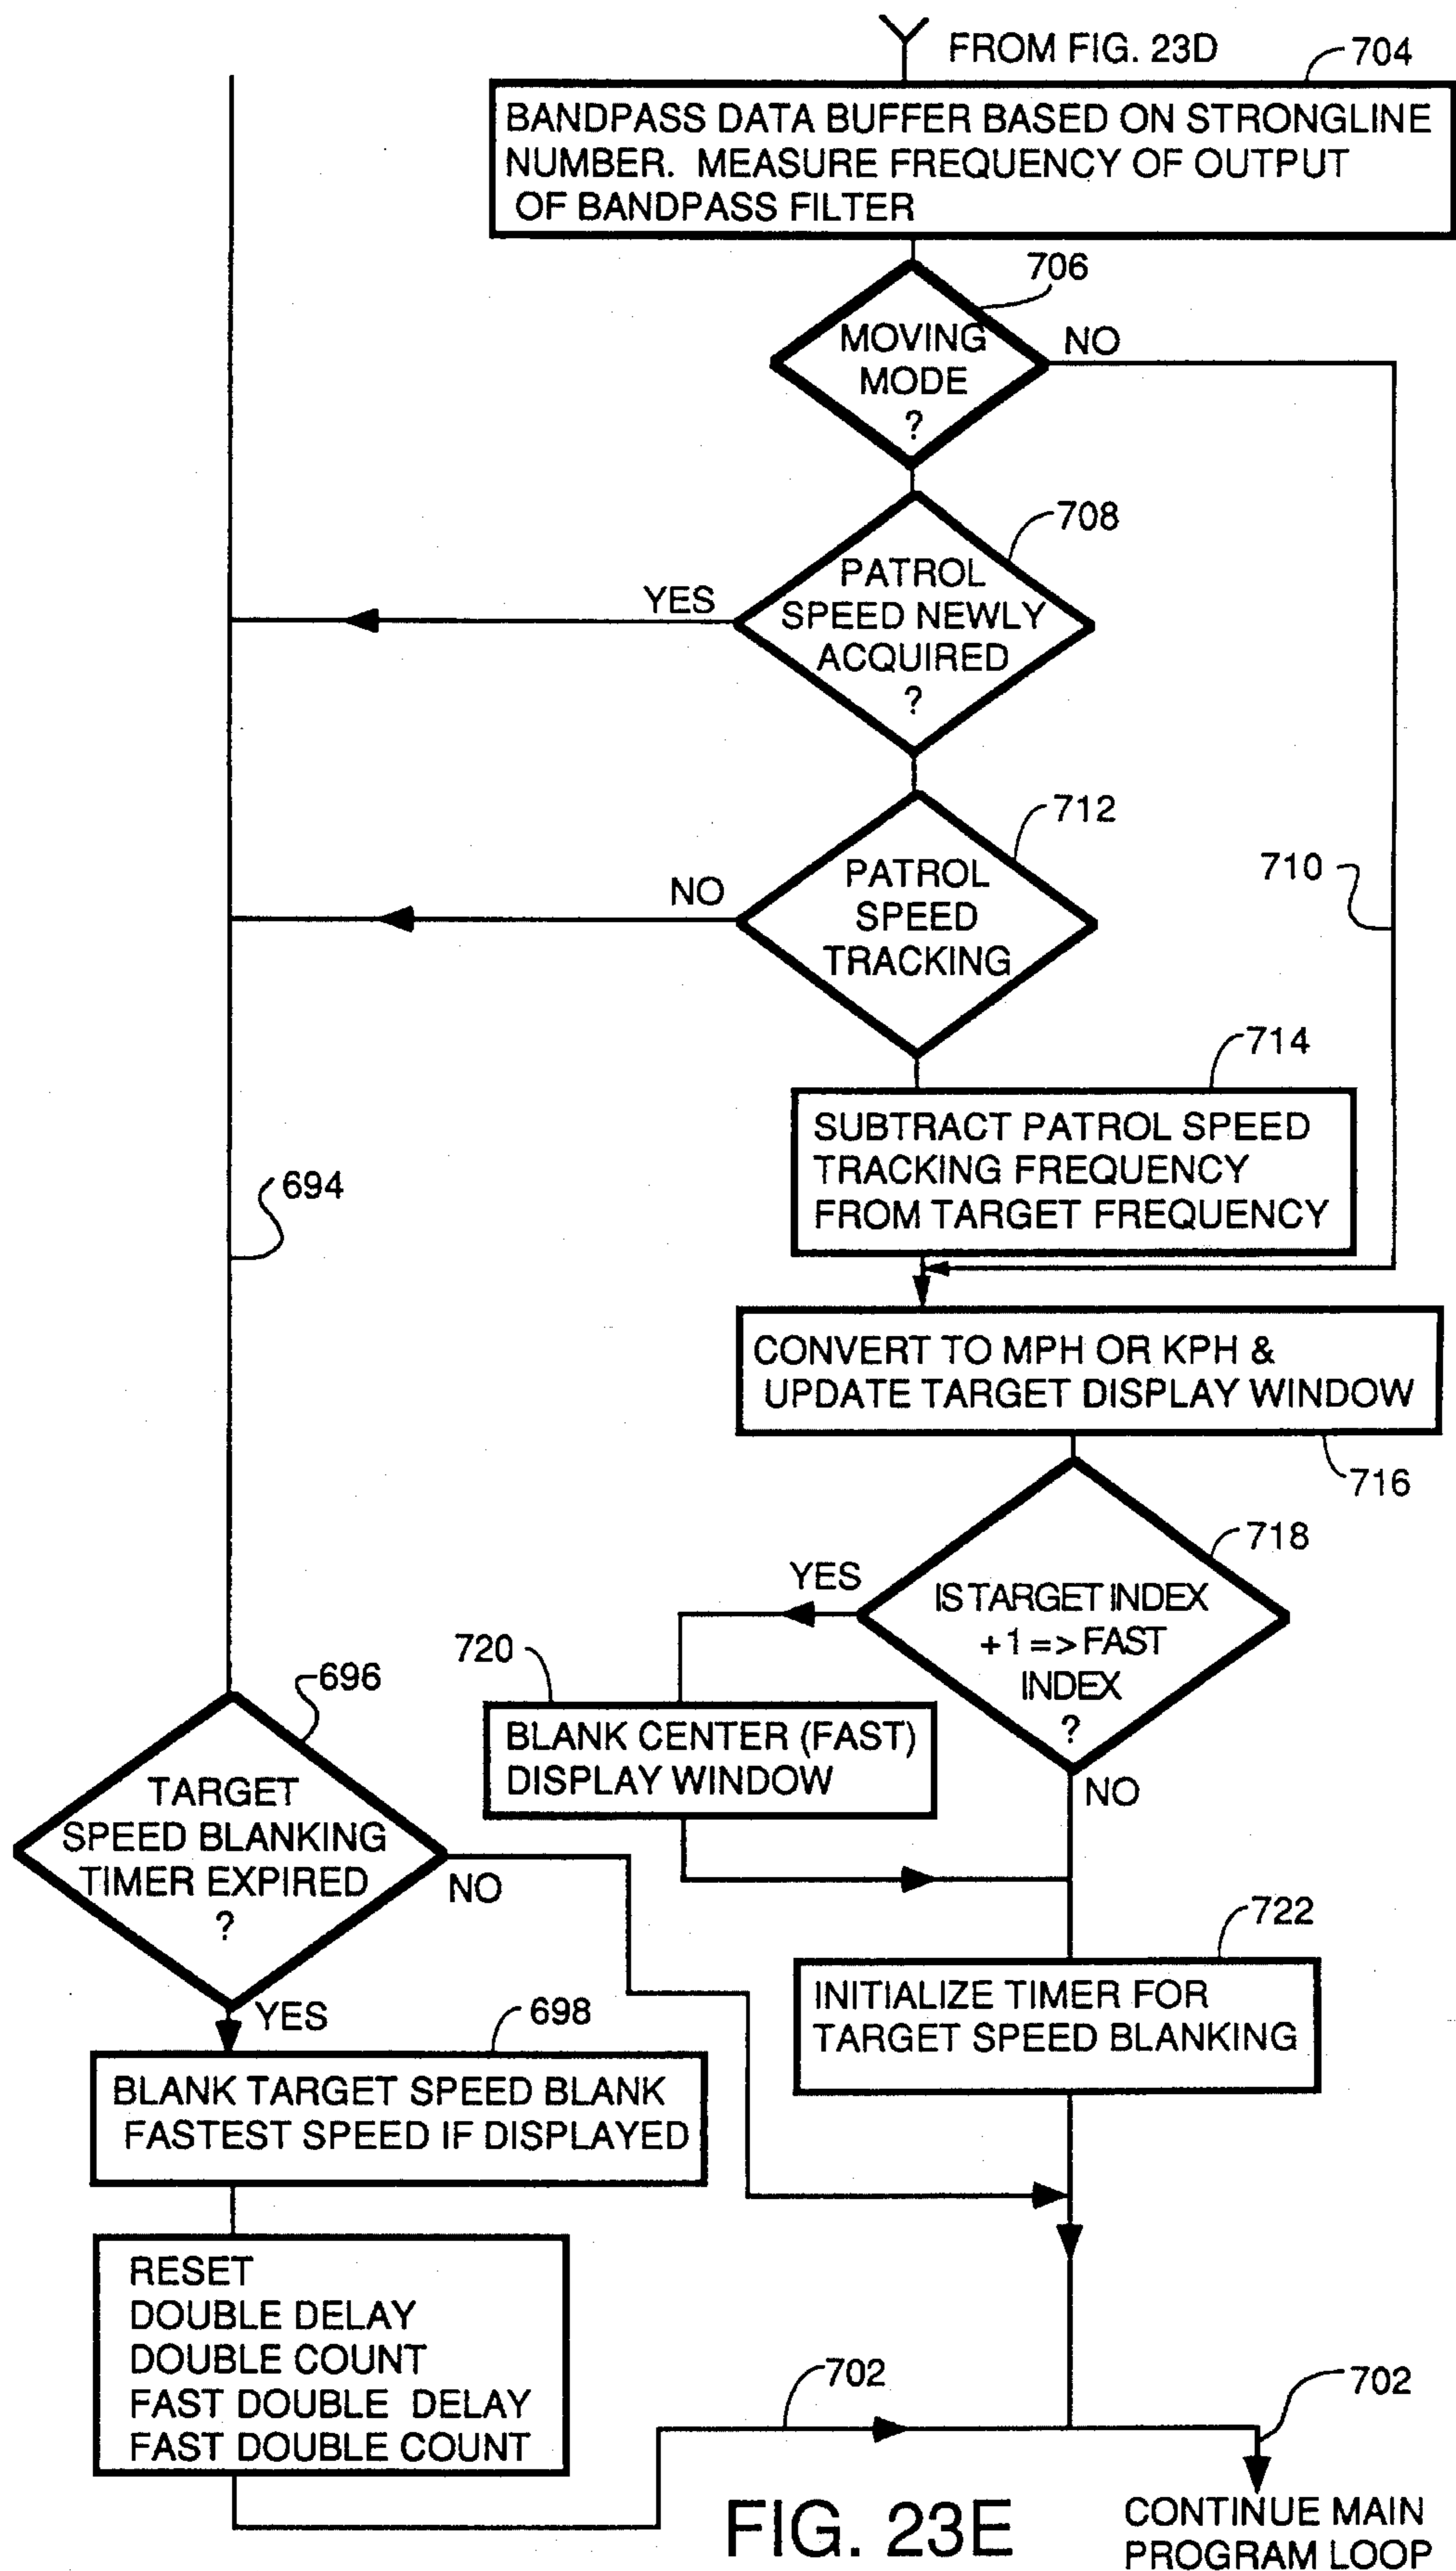 FROM FIG. 23D
704
BANDPASS DATA BUFFER BASED ON STRONGLINE
NUMBER. MEASURE FREQUENCY OF OUTPUT
OF BANDPASS FILTER
706
MOVING
MODE
?
NO
708
PATROL
SPEED NEWLY
ACQUIRED
?
YES
712
PATROL
SPEED
TRACKING
NO
710
714
SUBTRACT PATROL SPEED
TRACKING FREQUENCY
FROM TARGET FREQUENCY
694
CONVERT TO MPH OR KPH &
UPDATE TARGET DISPLAY WINDOW
716
718
IS TARGET INDEX
+1 => FAST
INDEX
?
YES
NO
720
BLANK CENTER (FAST)
DISPLAY WINDOW
696
TARGET
SPEED BLANKING
TIMER EXPIRED
?
NO
YES
722
INITIALIZE TIMER FOR
TARGET SPEED BLANKING
698
BLANK TARGET SPEED BLANK
FASTEST SPEED IF DISPLAYED
RESET
DOUBLE DELAY
DOUBLE COUNT
FAST DOUBLE DELAY
FAST DOUBLE COUNT
702
702
CONTINUE MAIN
PROGRAM LOOP
FIG. 23E